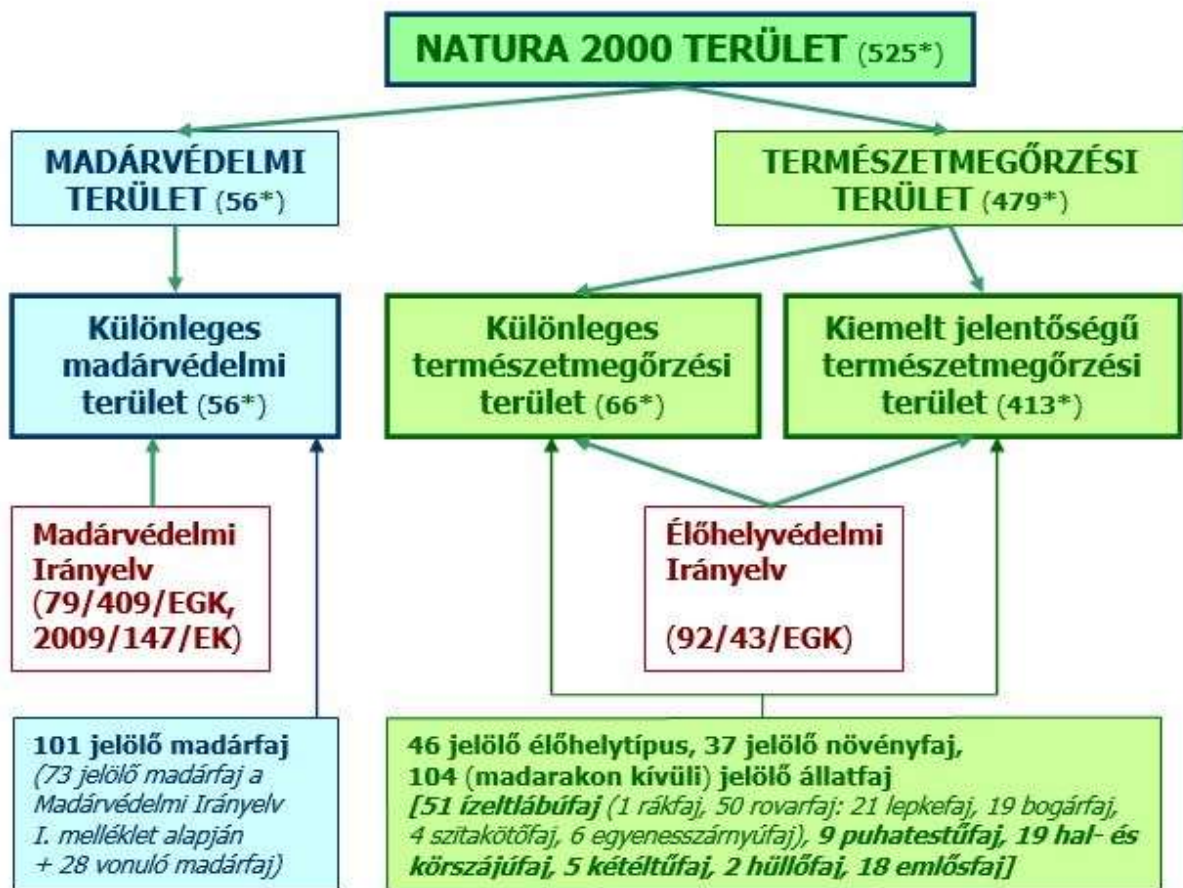 NATURA 2000 TERÜLET (525*)
MADÁRVÉDELMI
TERÜLET (56*)
TERMÉSZETMEGŐRZÉSI
TERÜLET (479*)
Különleges
madárvédelmi
terület (56*)
Különleges
természetmegőrzési
terület (66*)
Kiemelt jelentőségű
természetmegőrzési
terület (413*)
Madárvédelmi
Irányelv
(79/409/EGK,
2009/147/EK)
Élőhelyvédelmi
Irányelv
(92/43/EGK)
101 jelölő madárfaj
(73 jelölő madárfaj a
Madárvédelmi Irányelv
I. melléklet alapján
+ 28 vonuló madárfaj)
46 jelölő élőhelytípus, 37 jelölő növényfaj,
104 (madarakon kívüli) jelölő állatfaj
[51 ízeltlábúfaj (1 rákfaj, 50 rovarfaj: 21 lepkefaj, 19 bogárfaj,
4 szitakötőfaj, 6 egyenesszárnyúfaj), 9 puhatestűfaj, 19 hal- és
körszájúfaj, 5 kétéltűfaj, 2 hüllőfaj, 18 emlősfaj]